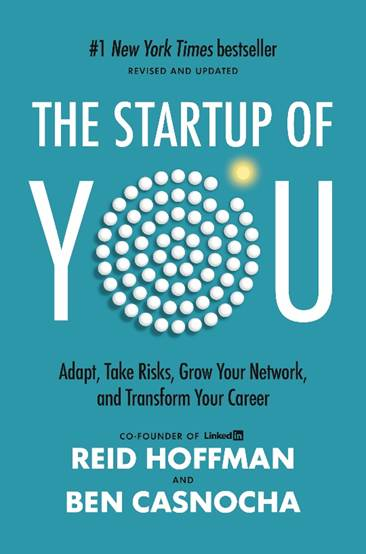 #1 New York Times bestseller
REVISED AND UPDATED
THE STARTUP OF
YOU
Adapt, Take Risks, Grow Your Network,
and Transform Your Career
CO-FOUNDER OF LinkedIn
REID HOFFMAN
AND
BEN CASNOCHA